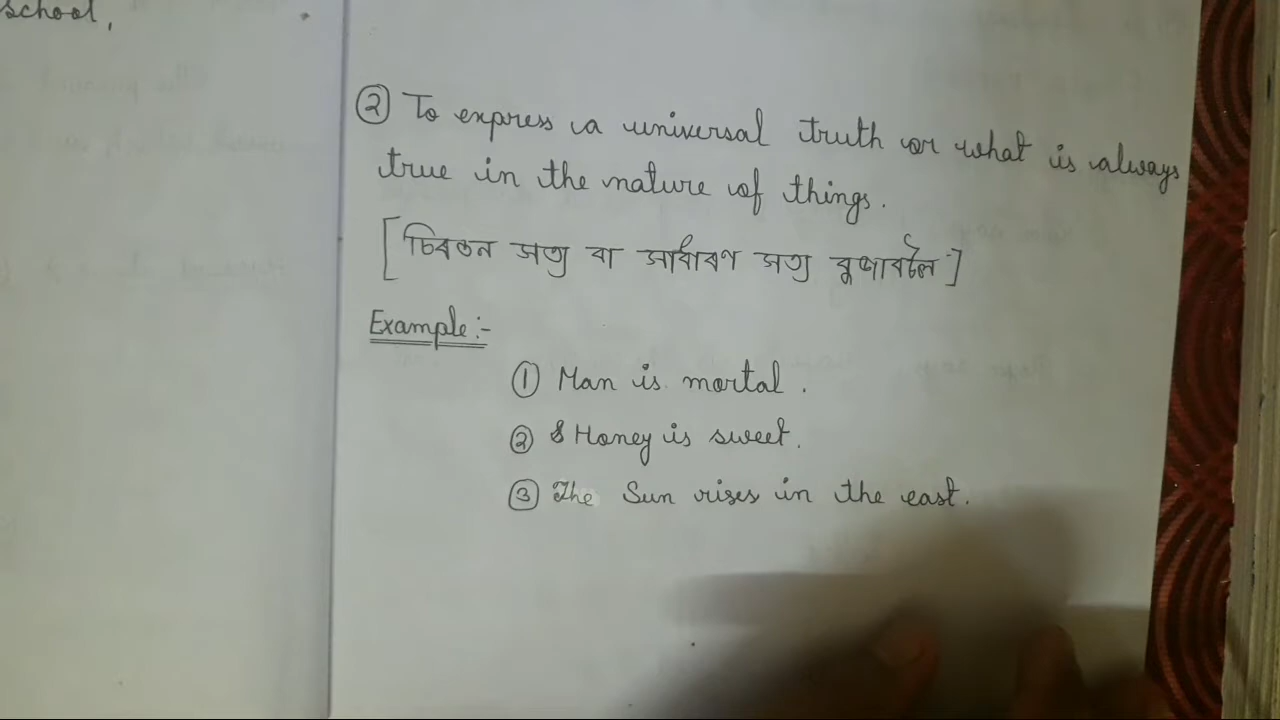 school,
② To express a universal truth or what is always
true in the nature of things.
[চিৰন্তন সত্য বা সাধাৰণ সত্য বুজাবলৈ]
Example:-
① Man is mortal.
② Honey is sweet.
③ The Sun rises in the east.